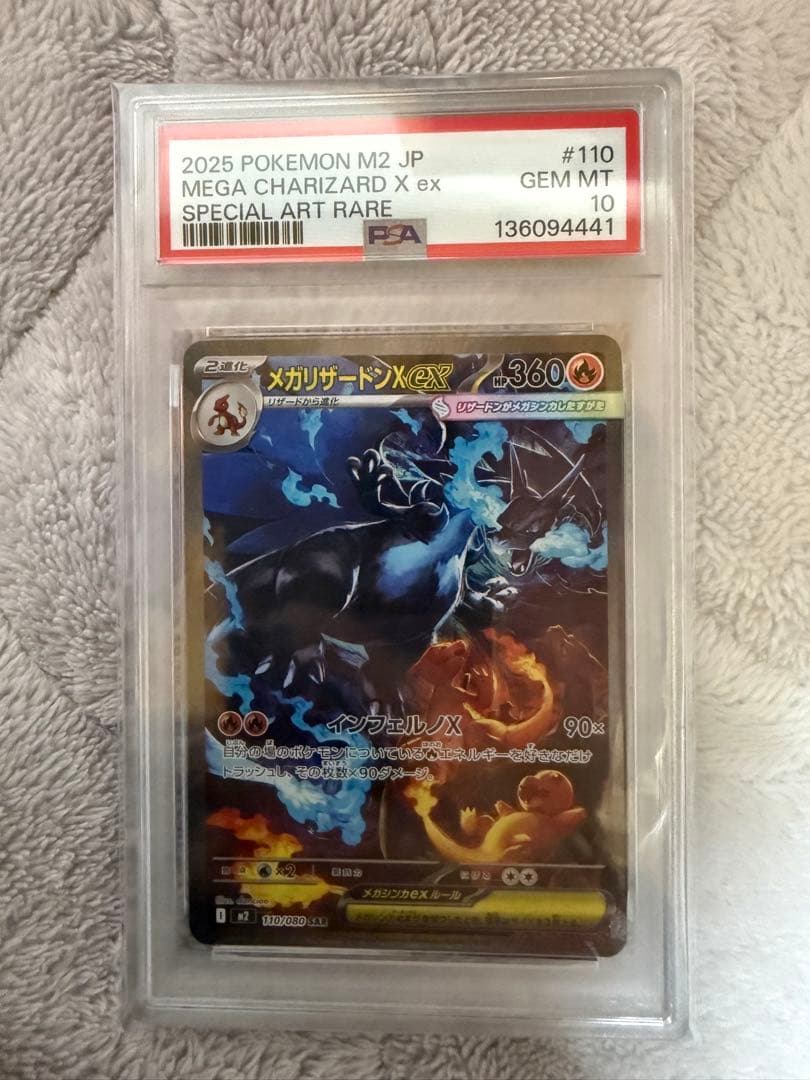 2025 POKEMON M2 JP #110
MEGA CHARIZARD X ex GEM MT
SPECIAL ART RARE 10
PSA 136094441
2進化 メガリザードンXex HP360
リザードから進化 リザードンがメガシンカしたすがた
インフェルノX 90×
自分の場のポケモンについているエネルギーを好きなだけ
トラッシュし、その枚数×90ダメージ。
×2
メガシンカexルール
I M2 110/080 SAR